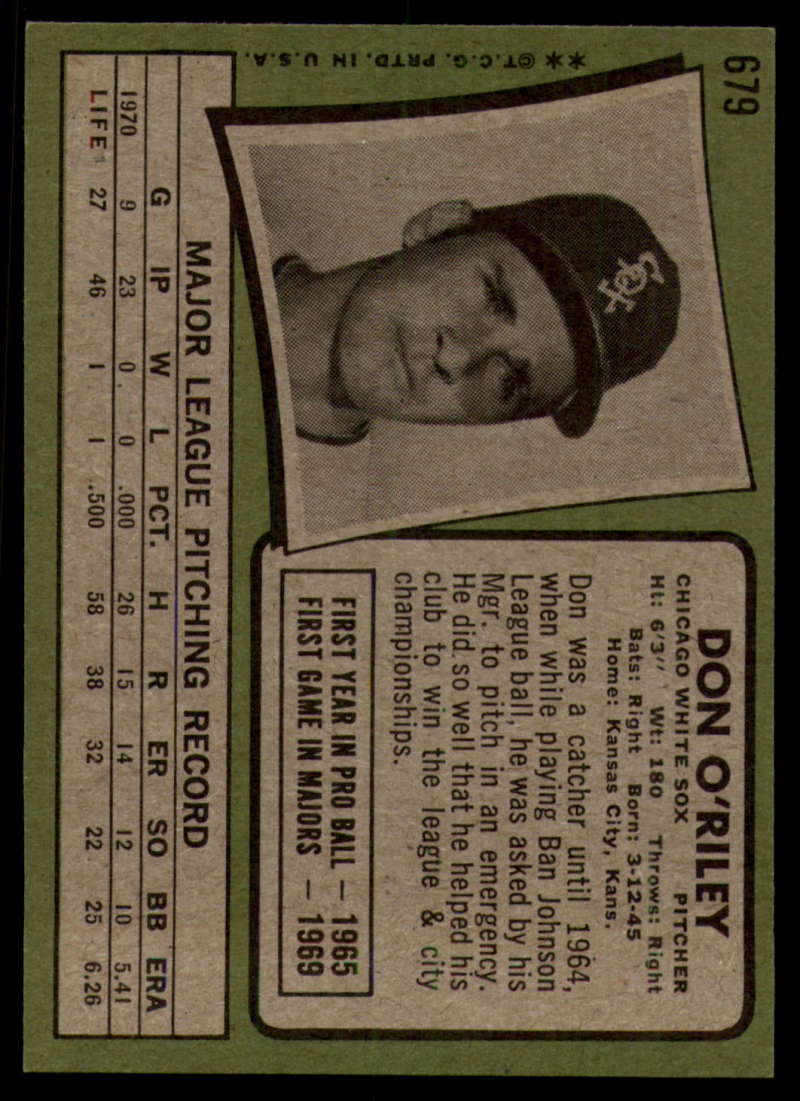 679
** ©T.C.G. PRTD. IN U.S.A.
SOX
DON O'RILEY
CHICAGO WHITE SOX PITCHER
Ht: 6'3" Wt: 180 Throws: Right
Bats: Right Born: 3-12-45
Home: Kansas City, Kans.
Don was a catcher until 1964,
when while playing Ban Johnson
League ball, he was asked by his
Mgr. to pitch in an emergency.
He did so well that he helped his
club to win the league & city
championships.
FIRST YEAR IN PRO BALL — 1965
FIRST GAME IN MAJORS — 1969
MAJOR LEAGUE PITCHING RECORD
G IP W L PCT. H R ER SO BB ERA
1970 9 23 0 0 .000 26 15 14 12 10 5.41
LIFE 27 46 1 1 .500 58 38 32 22 25 6.26